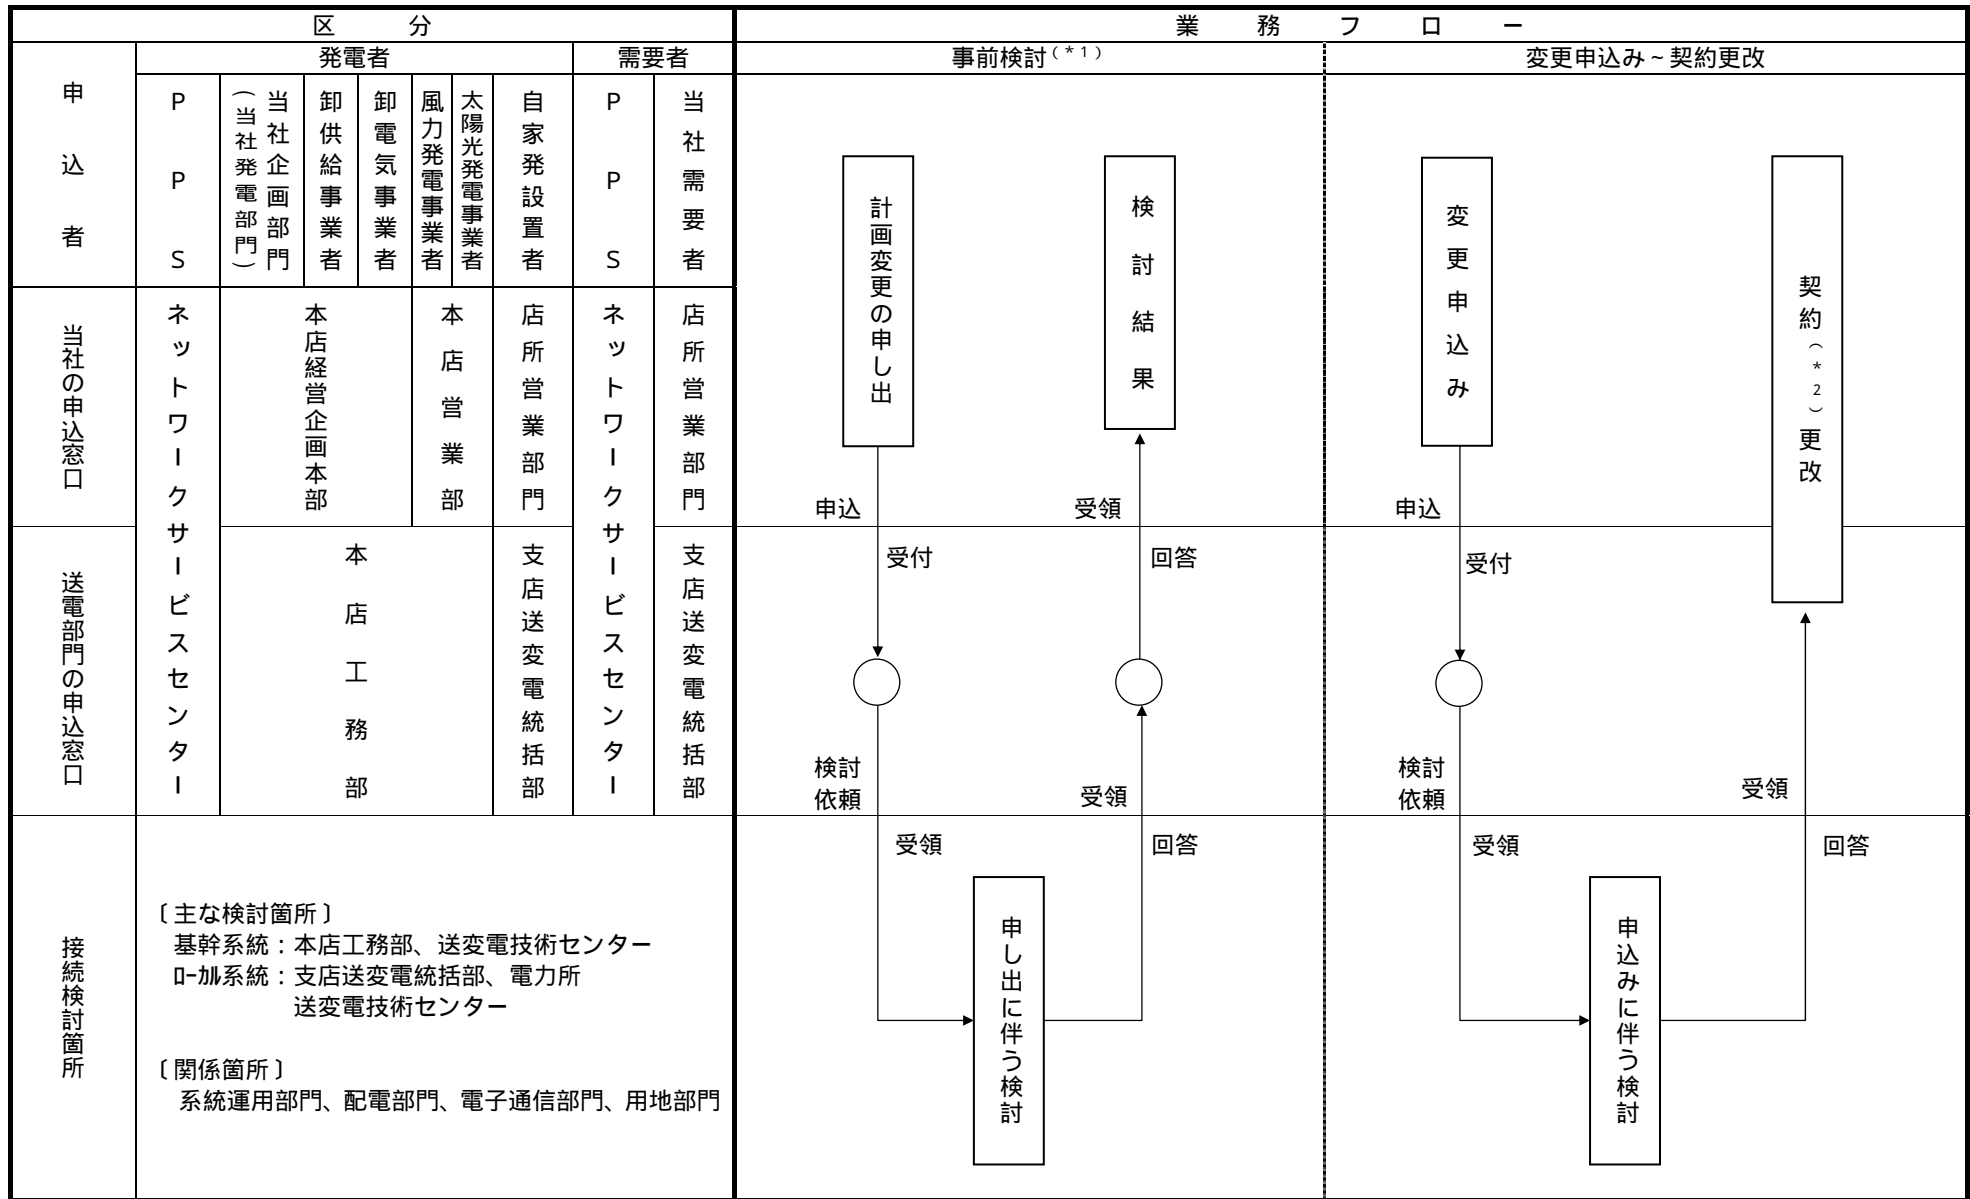 区分
業務フロー
申込者
発電者
需要者
事前検討(*1)
変更申込み~契約更改
PPS
当社企画部門
(当社発電部門)
卸供給事業者
卸電気事業者
風力発電事業者
太陽光発電事業者
自家発設置者
PPS
当社需要者
当社の申込窓口
ネットワークサービスセンター
本店経営企画本部
本店営業部
店所営業部門
ネットワークサービスセンター
店所営業部門
送電部門の申込窓口
本店工務部
支店送変電統括部
支店送変電統括部
接続検討箇所
〔主な検討箇所〕
基幹系統:本店工務部、送変電技術センター
ローカル系統:支店送変電統括部、電力所
送変電技術センター
〔関係箇所〕
系統運用部門、配電部門、電子通信部門、用地部門
計画変更の申し出
検討結果
変更申込み
契約(*2)更改
申込
受領
申込
受付
回答
受付
検討
依頼
受領
検討
依頼
受領
受領
回答
受領
回答
申し出に伴う検討
申込みに伴う検討